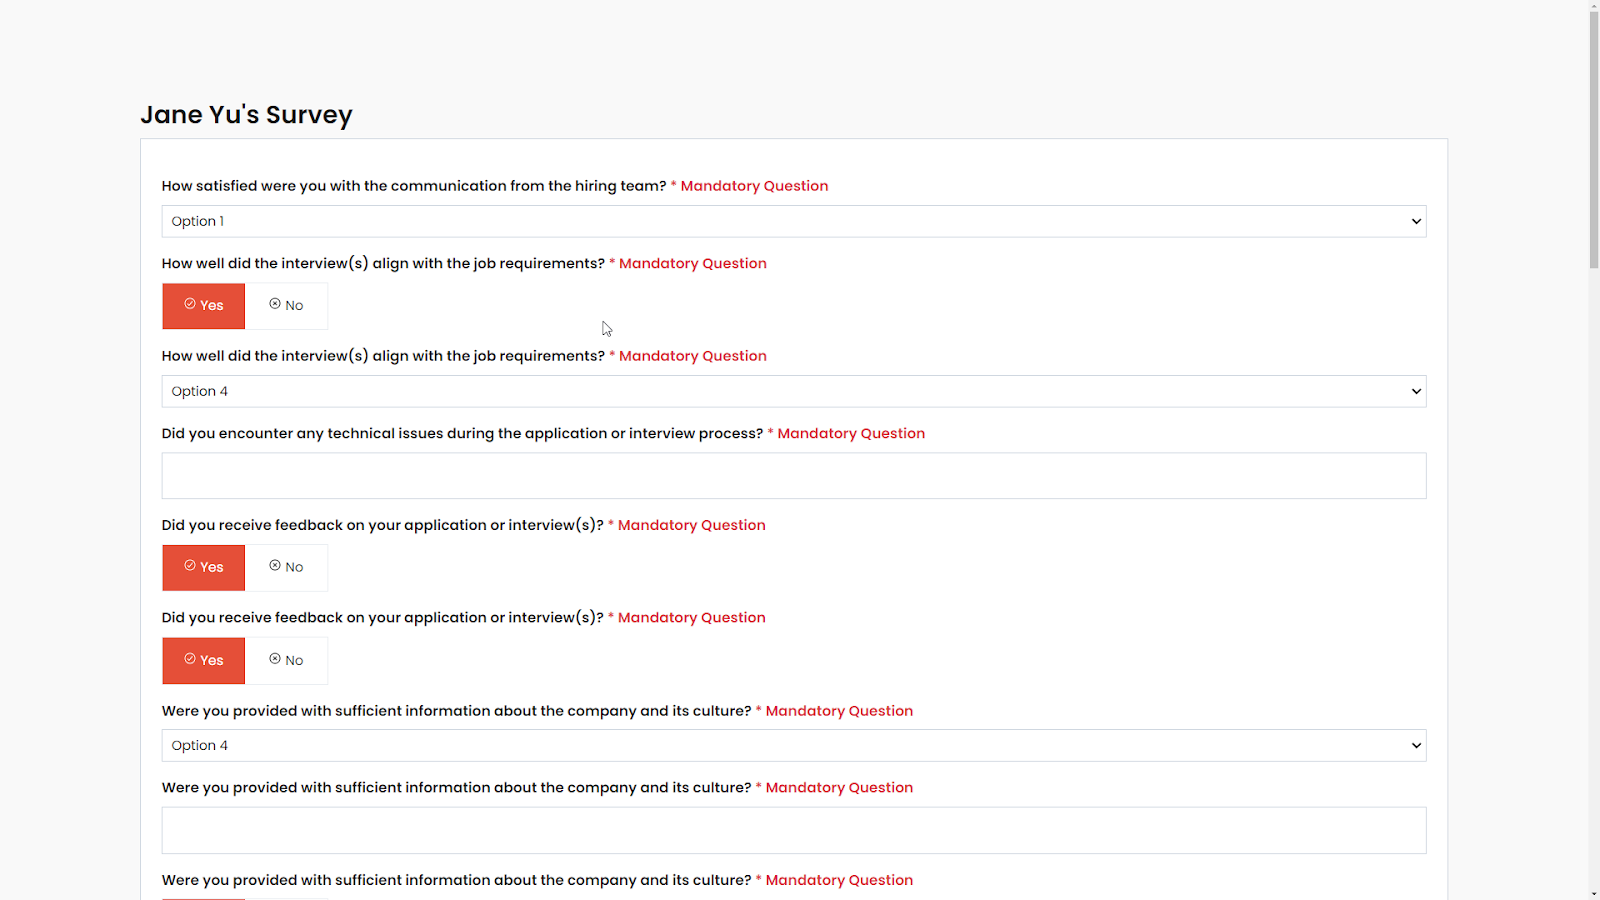 Jane Yu's Survey
How satisfied were you with the communication from the hiring team? * Mandatory Question
Option 1
How well did the interview(s) align with the job requirements? * Mandatory Question
Yes No
How well did the interview(s) align with the job requirements? * Mandatory Question
Option 4
Did you encounter any technical issues during the application or interview process? * Mandatory Question
Did you receive feedback on your application or interview(s)? * Mandatory Question
Yes No
Did you receive feedback on your application or interview(s)? * Mandatory Question
Yes No
Were you provided with sufficient information about the company and its culture? * Mandatory Question
Option 4
Were you provided with sufficient information about the company and its culture? * Mandatory Question
Were you provided with sufficient information about the company and its culture? * Mandatory Question